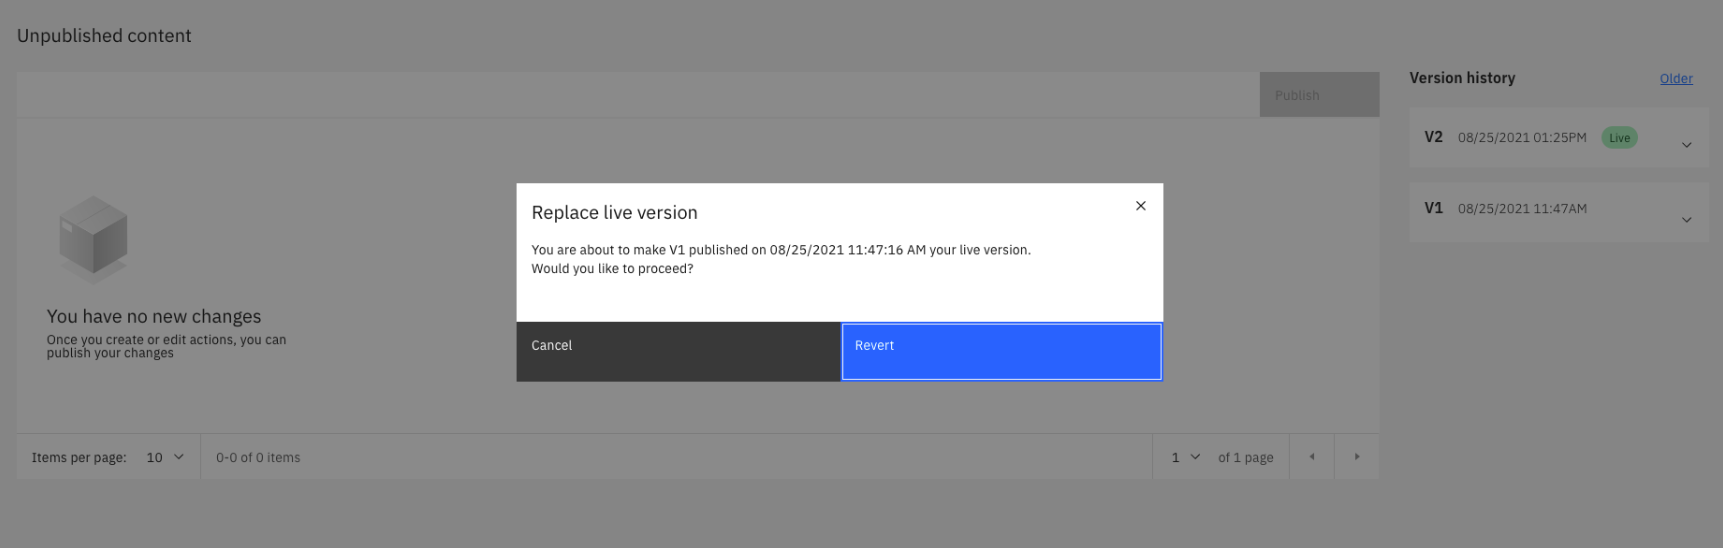 Unpublished content
Publish
Version history
Older
V2 08/25/2021 01:25PM Live
V1 08/25/2021 11:47AM
Replace live version
You are about to make V1 published on 08/25/2021 11:47:16 AM your live version.
Would you like to proceed?
Cancel
Revert
You have no new changes
Once you create or edit actions, you can
publish your changes
Items per page: 10
0-0 of 0 items
1 of 1 page